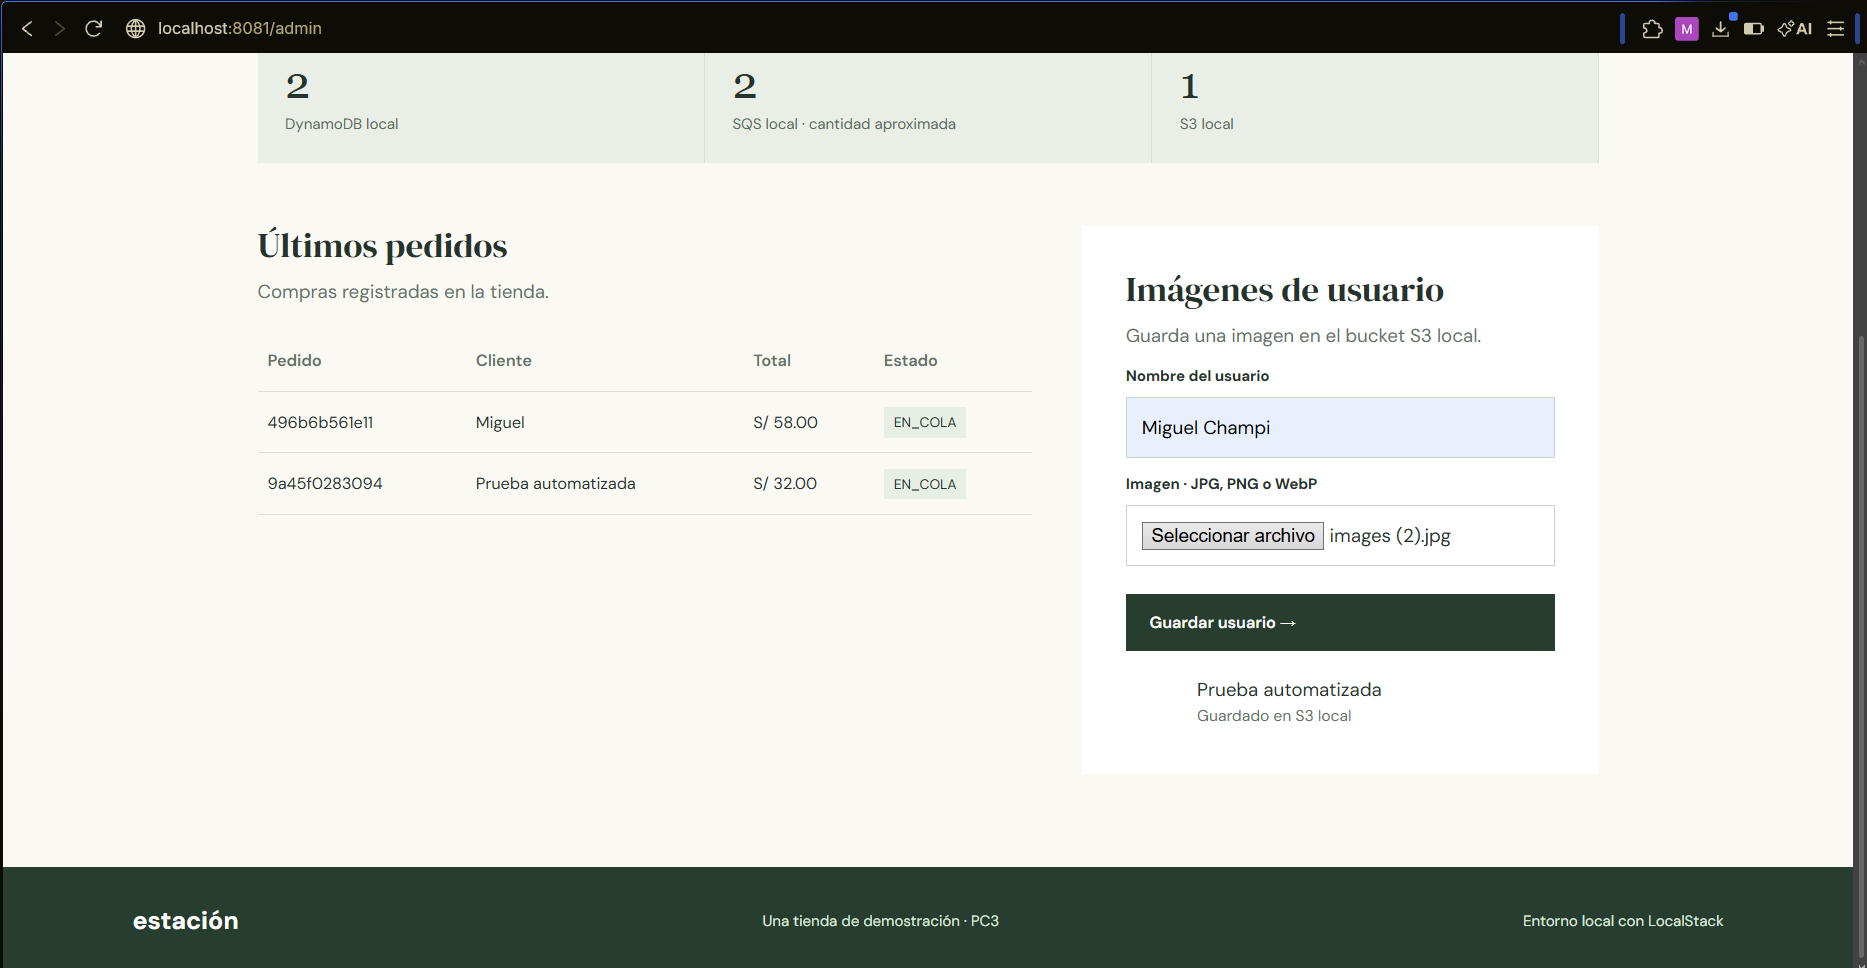 localhost:8081/admin
M
AI
2
DynamoDB local
2
SQS local · cantidad aproximada
1
S3 local
Últimos pedidos
Compras registradas en la tienda.
Pedido Cliente Total Estado
496b6b561e11 Miguel S/ 58.00 EN_COLA
9a45f0283094 Prueba automatizada S/ 32.00 EN_COLA
Imágenes de usuario
Guarda una imagen en el bucket S3 local.
Nombre del usuario
Miguel Champi
Imagen · JPG, PNG o WebP
Seleccionar archivo images (2).jpg
Guardar usuario →
Prueba automatizada
Guardado en S3 local
estación
Una tienda de demostración · PC3
Entorno local con LocalStack